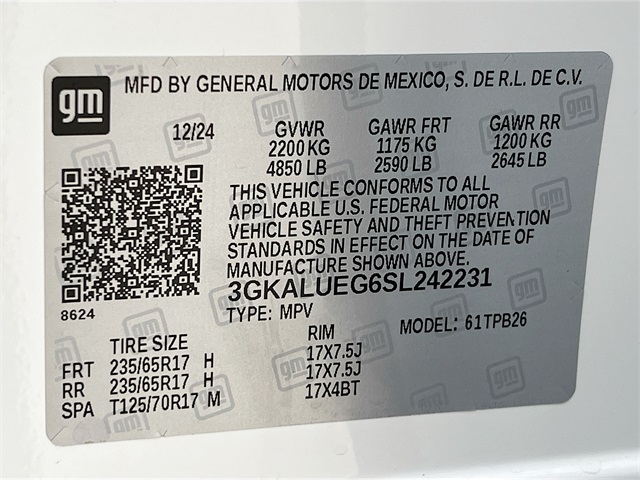 gm
MFD BY GENERAL MOTORS DE MEXICO, S. DE R.L. DE C.V.
12/24 GVWR GAWR FRT GAWR RR
2200 KG 1175 KG 1200 KG
4850 LB 2590 LB 2645 LB
THIS VEHICLE CONFORMS TO ALL
APPLICABLE U.S. FEDERAL MOTOR
VEHICLE SAFETY AND THEFT PREVENTION
STANDARDS IN EFFECT ON THE DATE OF
MANUFACTURE SHOWN ABOVE.
3GKALUEG6SL242231
8624
TYPE: MPV MODEL: 61TPB26
TIRE SIZE RIM
FRT 235/65R17 H 17X7.5J
RR 235/65R17 H 17X7.5J
SPA T125/70R17 M 17X4BT